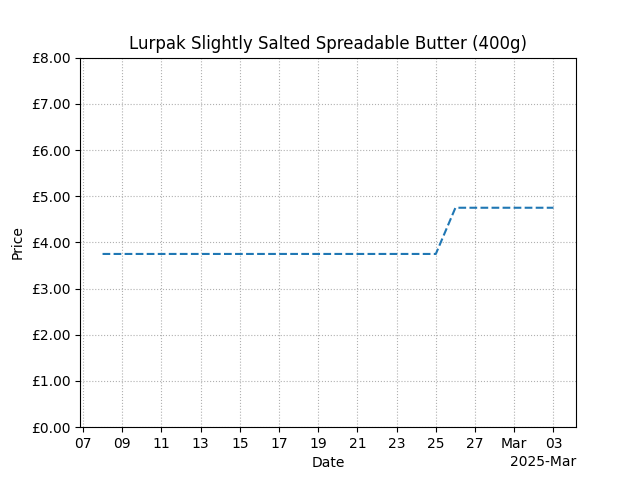 Lurpak Slightly Salted Spreadable Butter (400g)
£8.00
£7.00
£6.00
£5.00
£4.00
£3.00
£2.00
£1.00
£0.00
Price
07 09 11 13 15 17 19 21 23 25 27 Mar 03
Date
2025-Mar